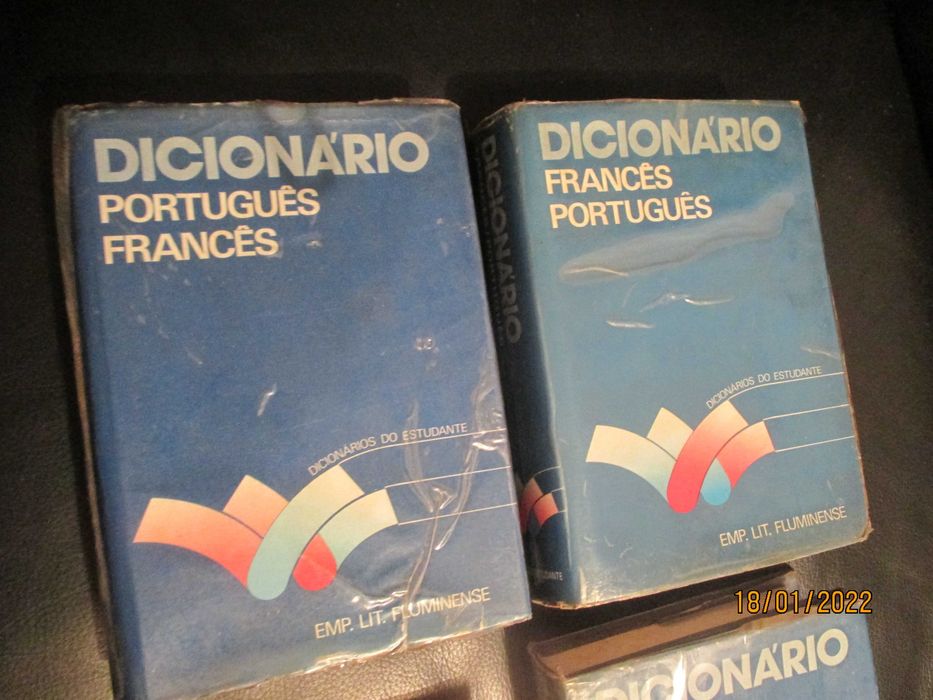 DICIONÁRIO
PORTUGUÊS
FRANCÊS
DICIONÁRIOS DO ESTUDANTE
EMP. LIT. FLUMINENSE
DICIONÁRIO
ESTUDANTE
DICIONÁRIO
FRANCÊS
PORTUGUÊS
DICIONÁRIOS DO ESTUDANTE
EMP. LIT. FLUMINENSE
18/01/2022
DICIONÁRIO